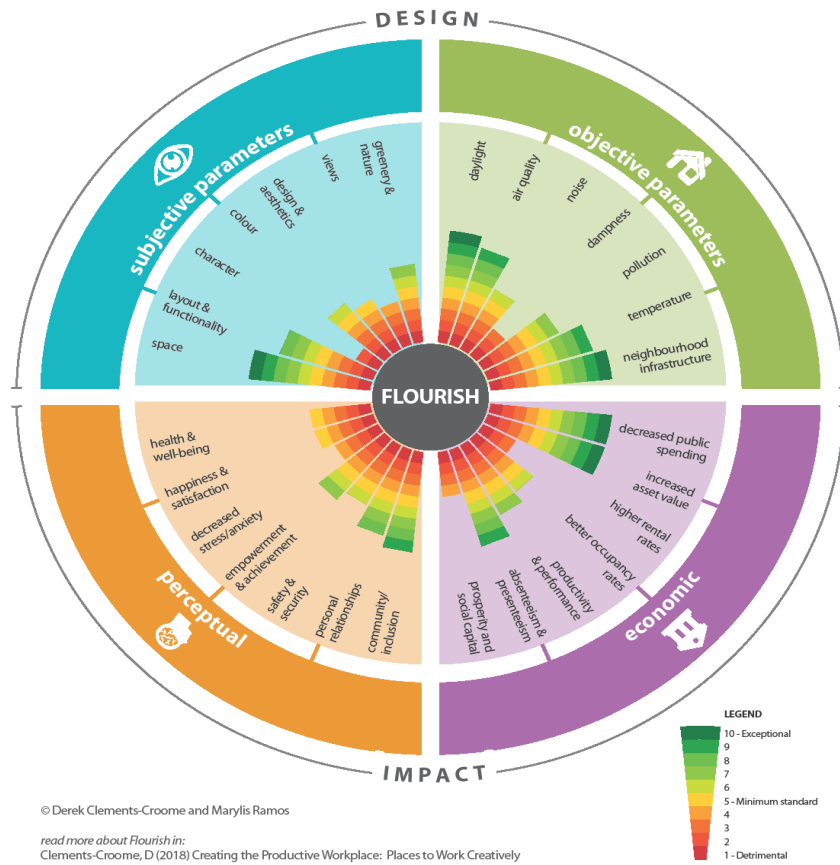 DESIGN
subjective parameters
objective parameters
greenery &
nature
views
design &
aesthetics
colour
character
layout &
functionality
space
daylight
air quality
noise
dampness
pollution
temperature
neighbourhood
infrastructure
FLOURISH
health &
well-being
happiness &
satisfaction
decreased
stress/anxiety
empowerment
& achievement
safety &
security
personal
relationships
community/
inclusion
decreased public
spending
increased
asset value
higher rental
rates
better occupancy
rates
productivity
& performance
absenteeism &
presenteeism
prosperity and
social capital
perceptual
economic
IMPACT
LEGEND
10 - Exceptional
9
8
7
6
5 - Minimum standard
4
3
2
1 - Detrimental
© Derek Clements-Croome and Marylis Ramos
read more about Flourish in:
Clements-Croome, D (2018) Creating the Productive Workplace: Places to Work Creatively